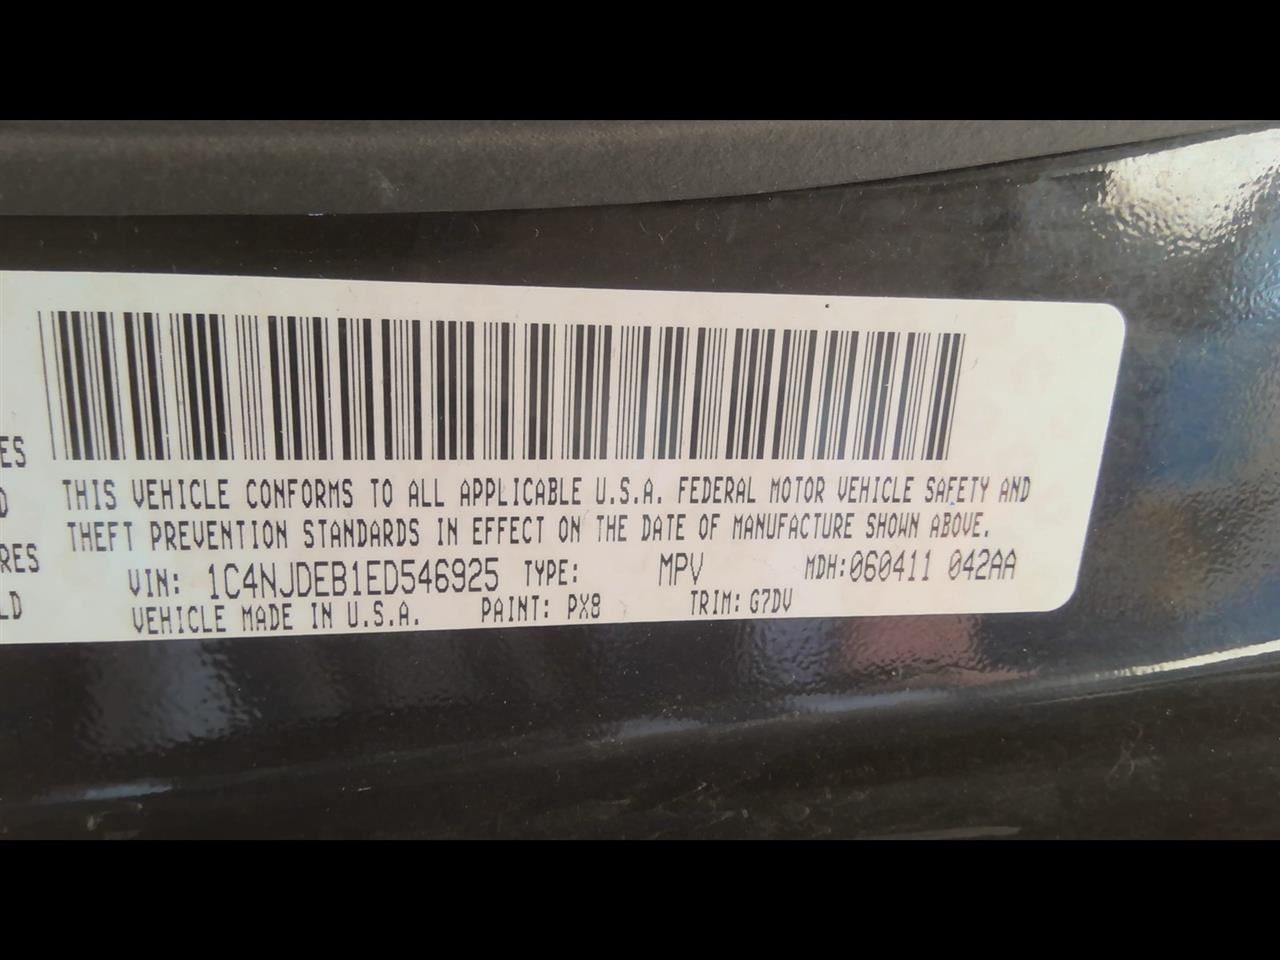 ES
THIS VEHICLE CONFORMS TO ALL APPLICABLE U.S.A. FEDERAL MOTOR VEHICLE SAFETY AND
D
THEFT PREVENTION STANDARDS IN EFFECT ON THE DATE OF MANUFACTURE SHOWN ABOVE.
RES
VIN: 1C4NJDEB1ED546925 TYPE: MPV MDH:060411 042AA
LD
VEHICLE MADE IN U.S.A. PAINT: PX8 TRIM: G7DV